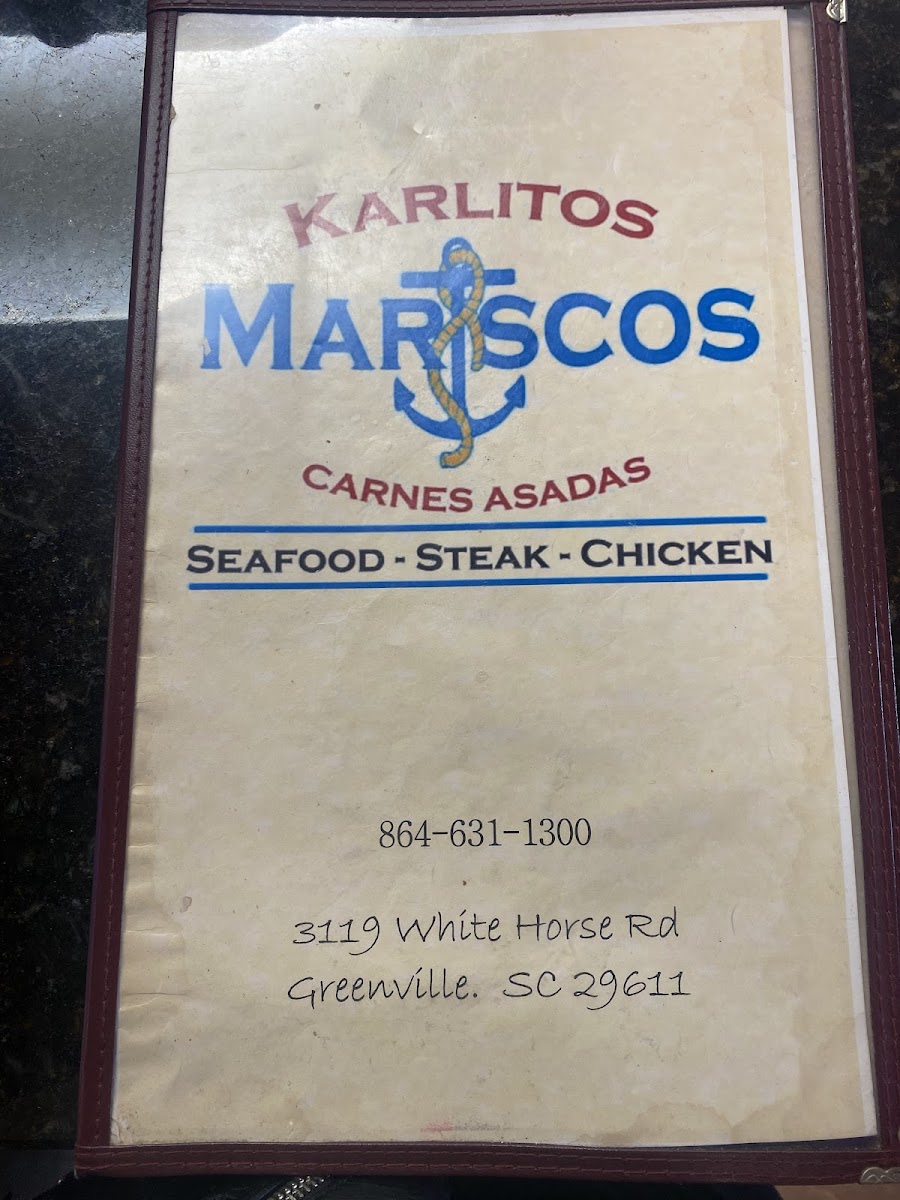 KARLITOS
MARISCOS
CARNES ASADAS
SEAFOOD - STEAK - CHICKEN
864-631-1300
3119 White Horse Rd
Greenville. SC 29611